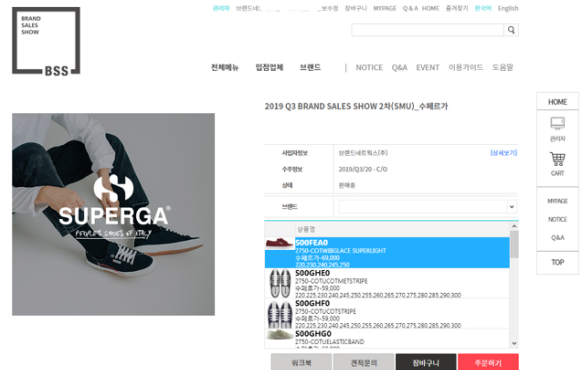 BRAND
SALES
SHOW
BSS
관리자 브랜드네 보수정 장바구니 MYPAGE Q & A HOME 즐겨찾기 한국어 English
전체메뉴 입점업체 브랜드 | NOTICE Q&A EVENT 이용가이드 도움말
2019 Q3 BRAND SALES SHOW 2차(SMU)_수페르가
SUPERGA®
PEOPLE'S SHOES OF ITALY
사업자정보 브랜드네트웍스(주) [상세보기]
수주정보 2019/Q3/20 - C/O
상태 판매중
브랜드
상품명
S00FEA0
2750-COTWIBIGLACE SUPERLIGHT
수페르가-69,000
220.230.240.245.250
S00GHE0
2750-COTUCOTMETSTRIPE
수페르가-59,000
220.225.230.240.245.250.255.260.265.270.275.280.285.290.300
S00GHF0
2750-COTUCOTSTRIPE
수페르가-59,000
220.225.230.240.245.250.255.260.265.270.275.280.285.290.300
S00GHG0
2750-COTUELASTICBAND
워크북 견적문의 장바구니 주문하기
HOME
관리자
CART
MYPAGE
NOTICE
Q&A
TOP